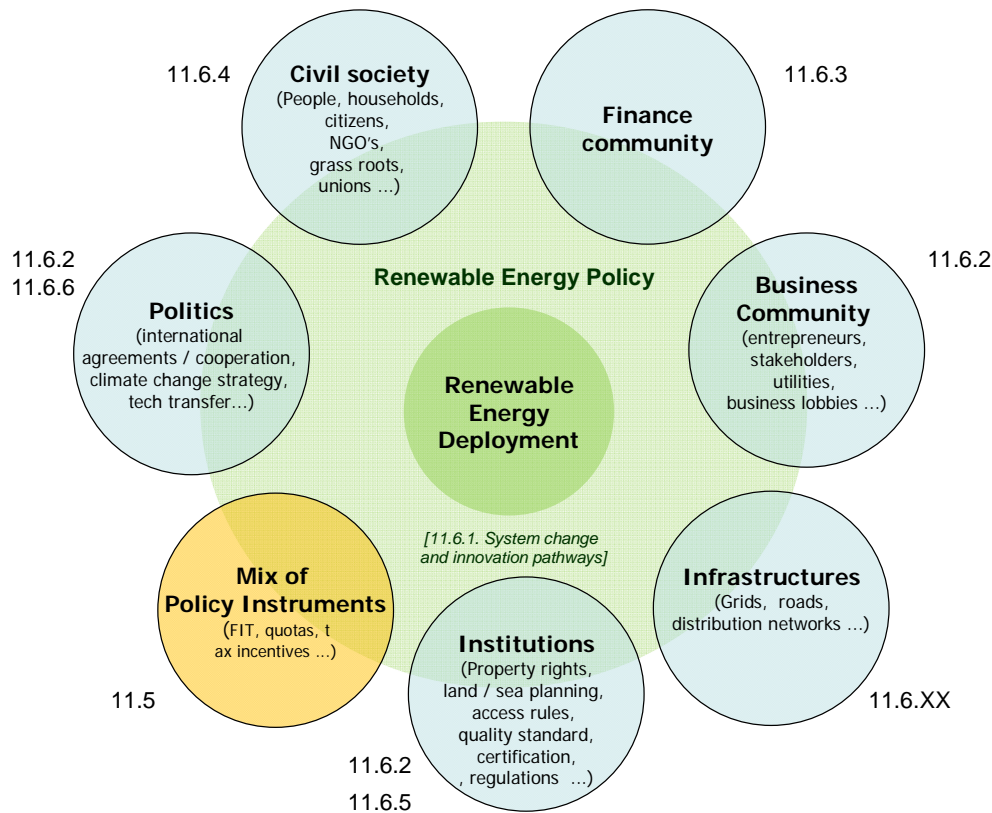 11.6.4
Civil society
(People, households,
citizens,
NGO's,
grass roots,
unions ...)
11.6.3
Finance
community
11.6.2
11.6.6
Politics
(international
agreements / cooperation,
climate change strategy,
tech transfer...)
Renewable Energy Policy
11.6.2
Business
Community
(entrepreneurs,
stakeholders,
utilities,
business lobbies ...)
Renewable
Energy
Deployment
[11.6.1. System change
and innovation pathways]
Mix of
Policy Instruments
(FIT, quotas, t
ax incentives ...)
11.5
Institutions
(Property rights,
land / sea planning,
access rules,
quality standard,
certification,
, regulations ...)
11.6.2
11.6.5
Infrastructures
(Grids, roads,
distribution networks ...)
11.6.XX